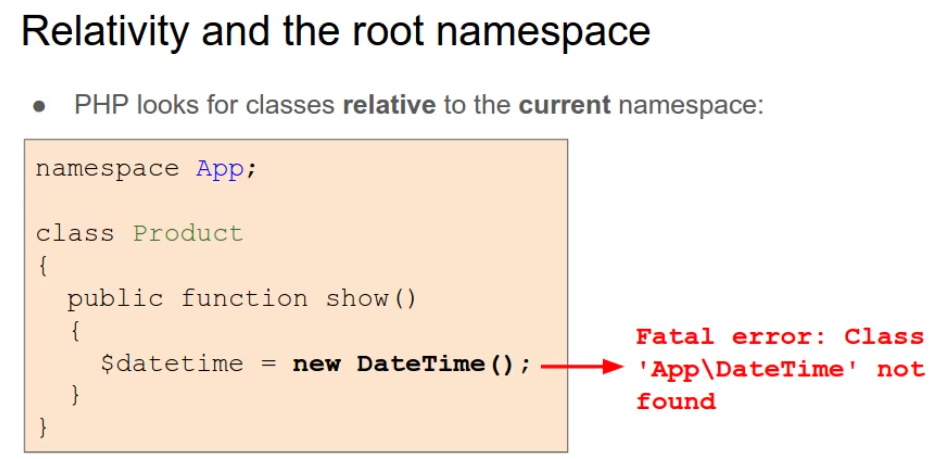 Relativity and the root namespace
● PHP looks for classes relative to the current namespace:
namespace App;
class Product
{
public function show()
{
$datetime = new DateTime();
}
}
Fatal error: Class
'App\DateTime' not
found